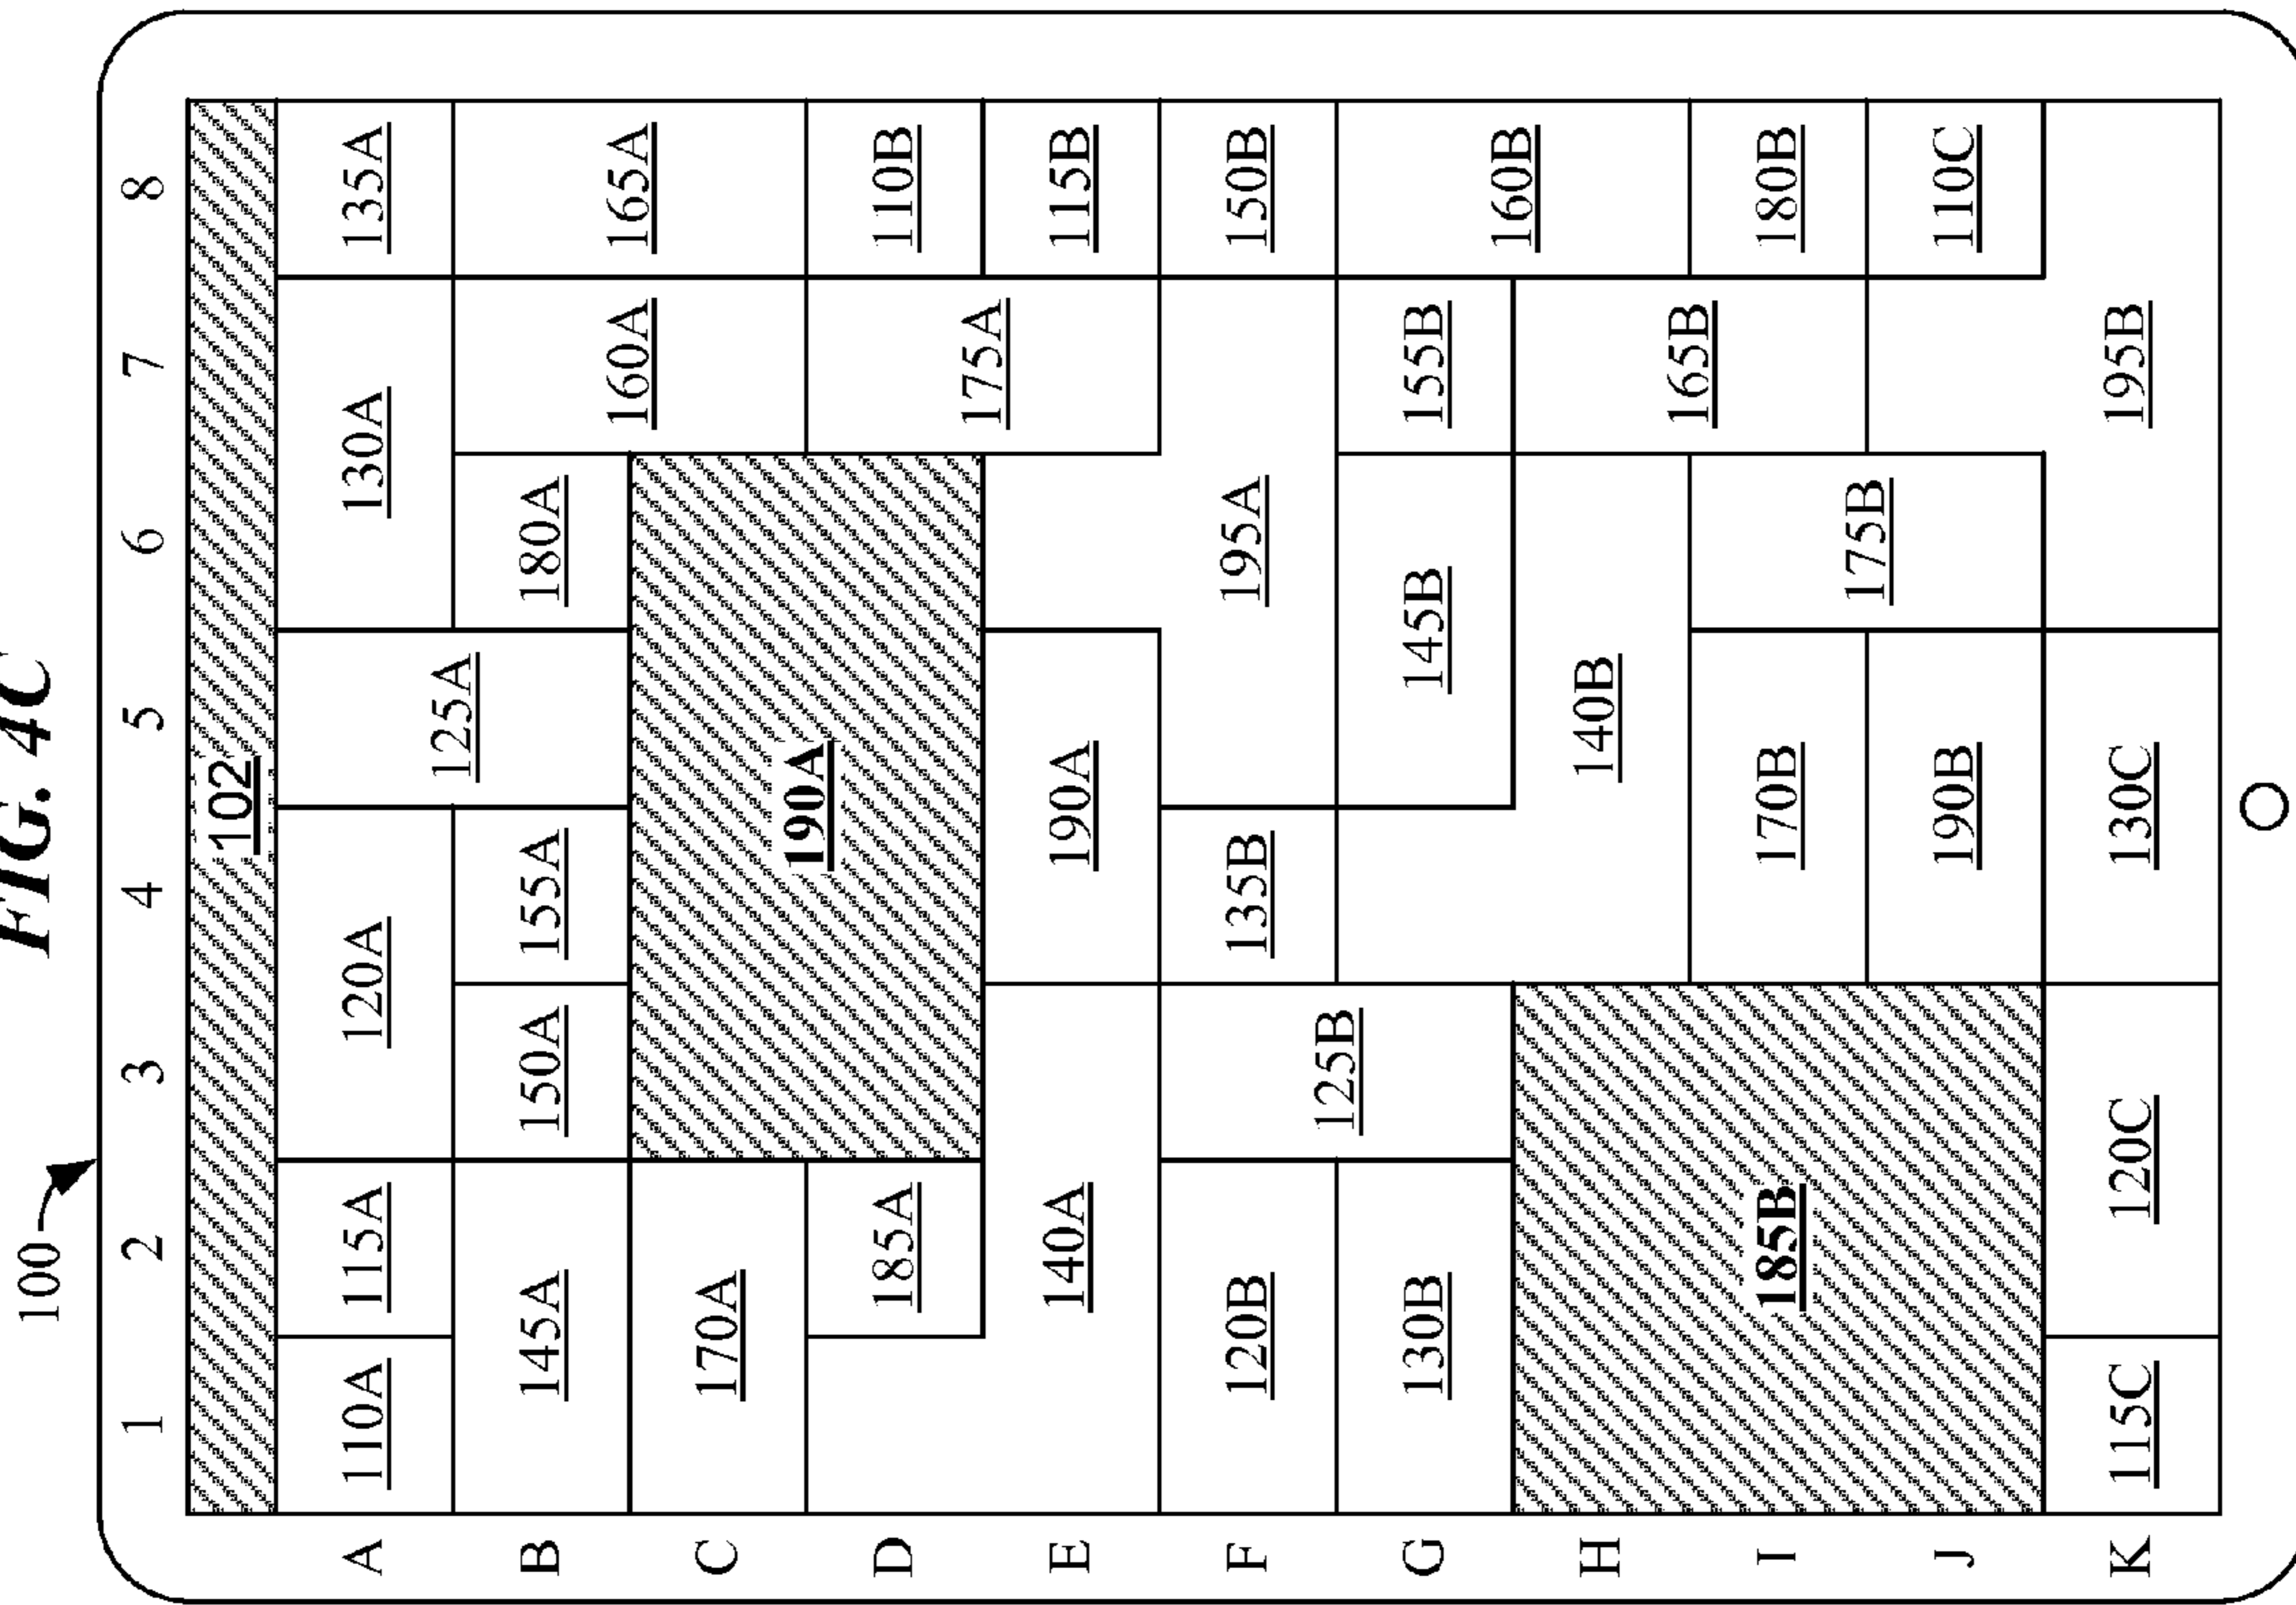 FIG. 4C
100
1 2 3 4 5 6 7 8
102
A 110A 115A 120A 125A 130A 135A
B 145A 150A 155A 180A 160A 165A
C 170A 190A
D 185A 175A 110B
E 140A 190A 115B
F 120B 125B 135B 195A 150B
G 130B 145B 155B 160B
H 140B 165B
I 185B 170B 175B 180B
J 190B 110C
K 115C 120C 130C 195B